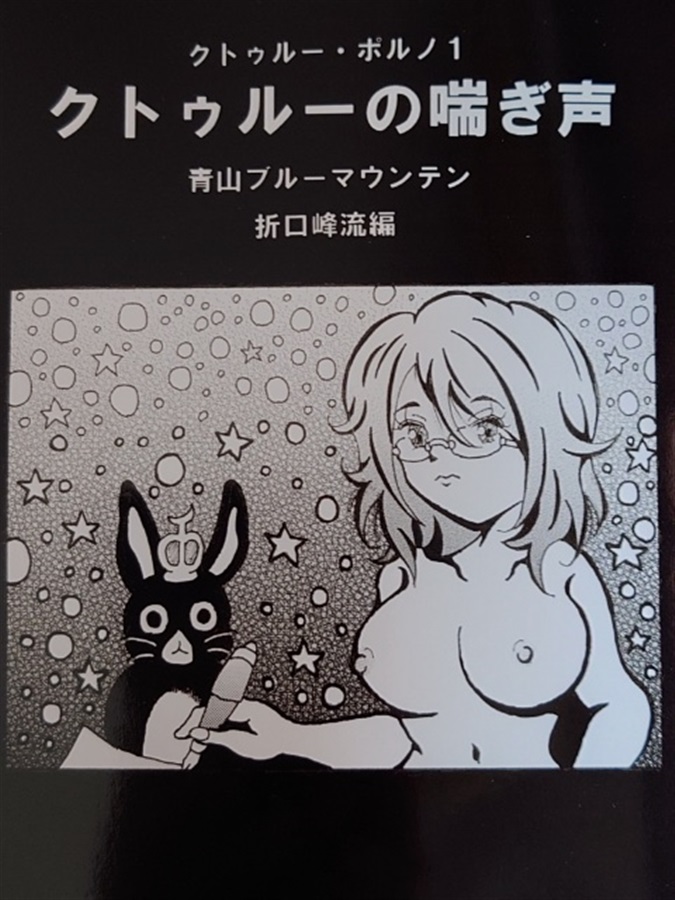 クトゥルー・ポルノ1
クトゥルーの喘ぎ声
青山ブルーマウンテン
折口峰流編